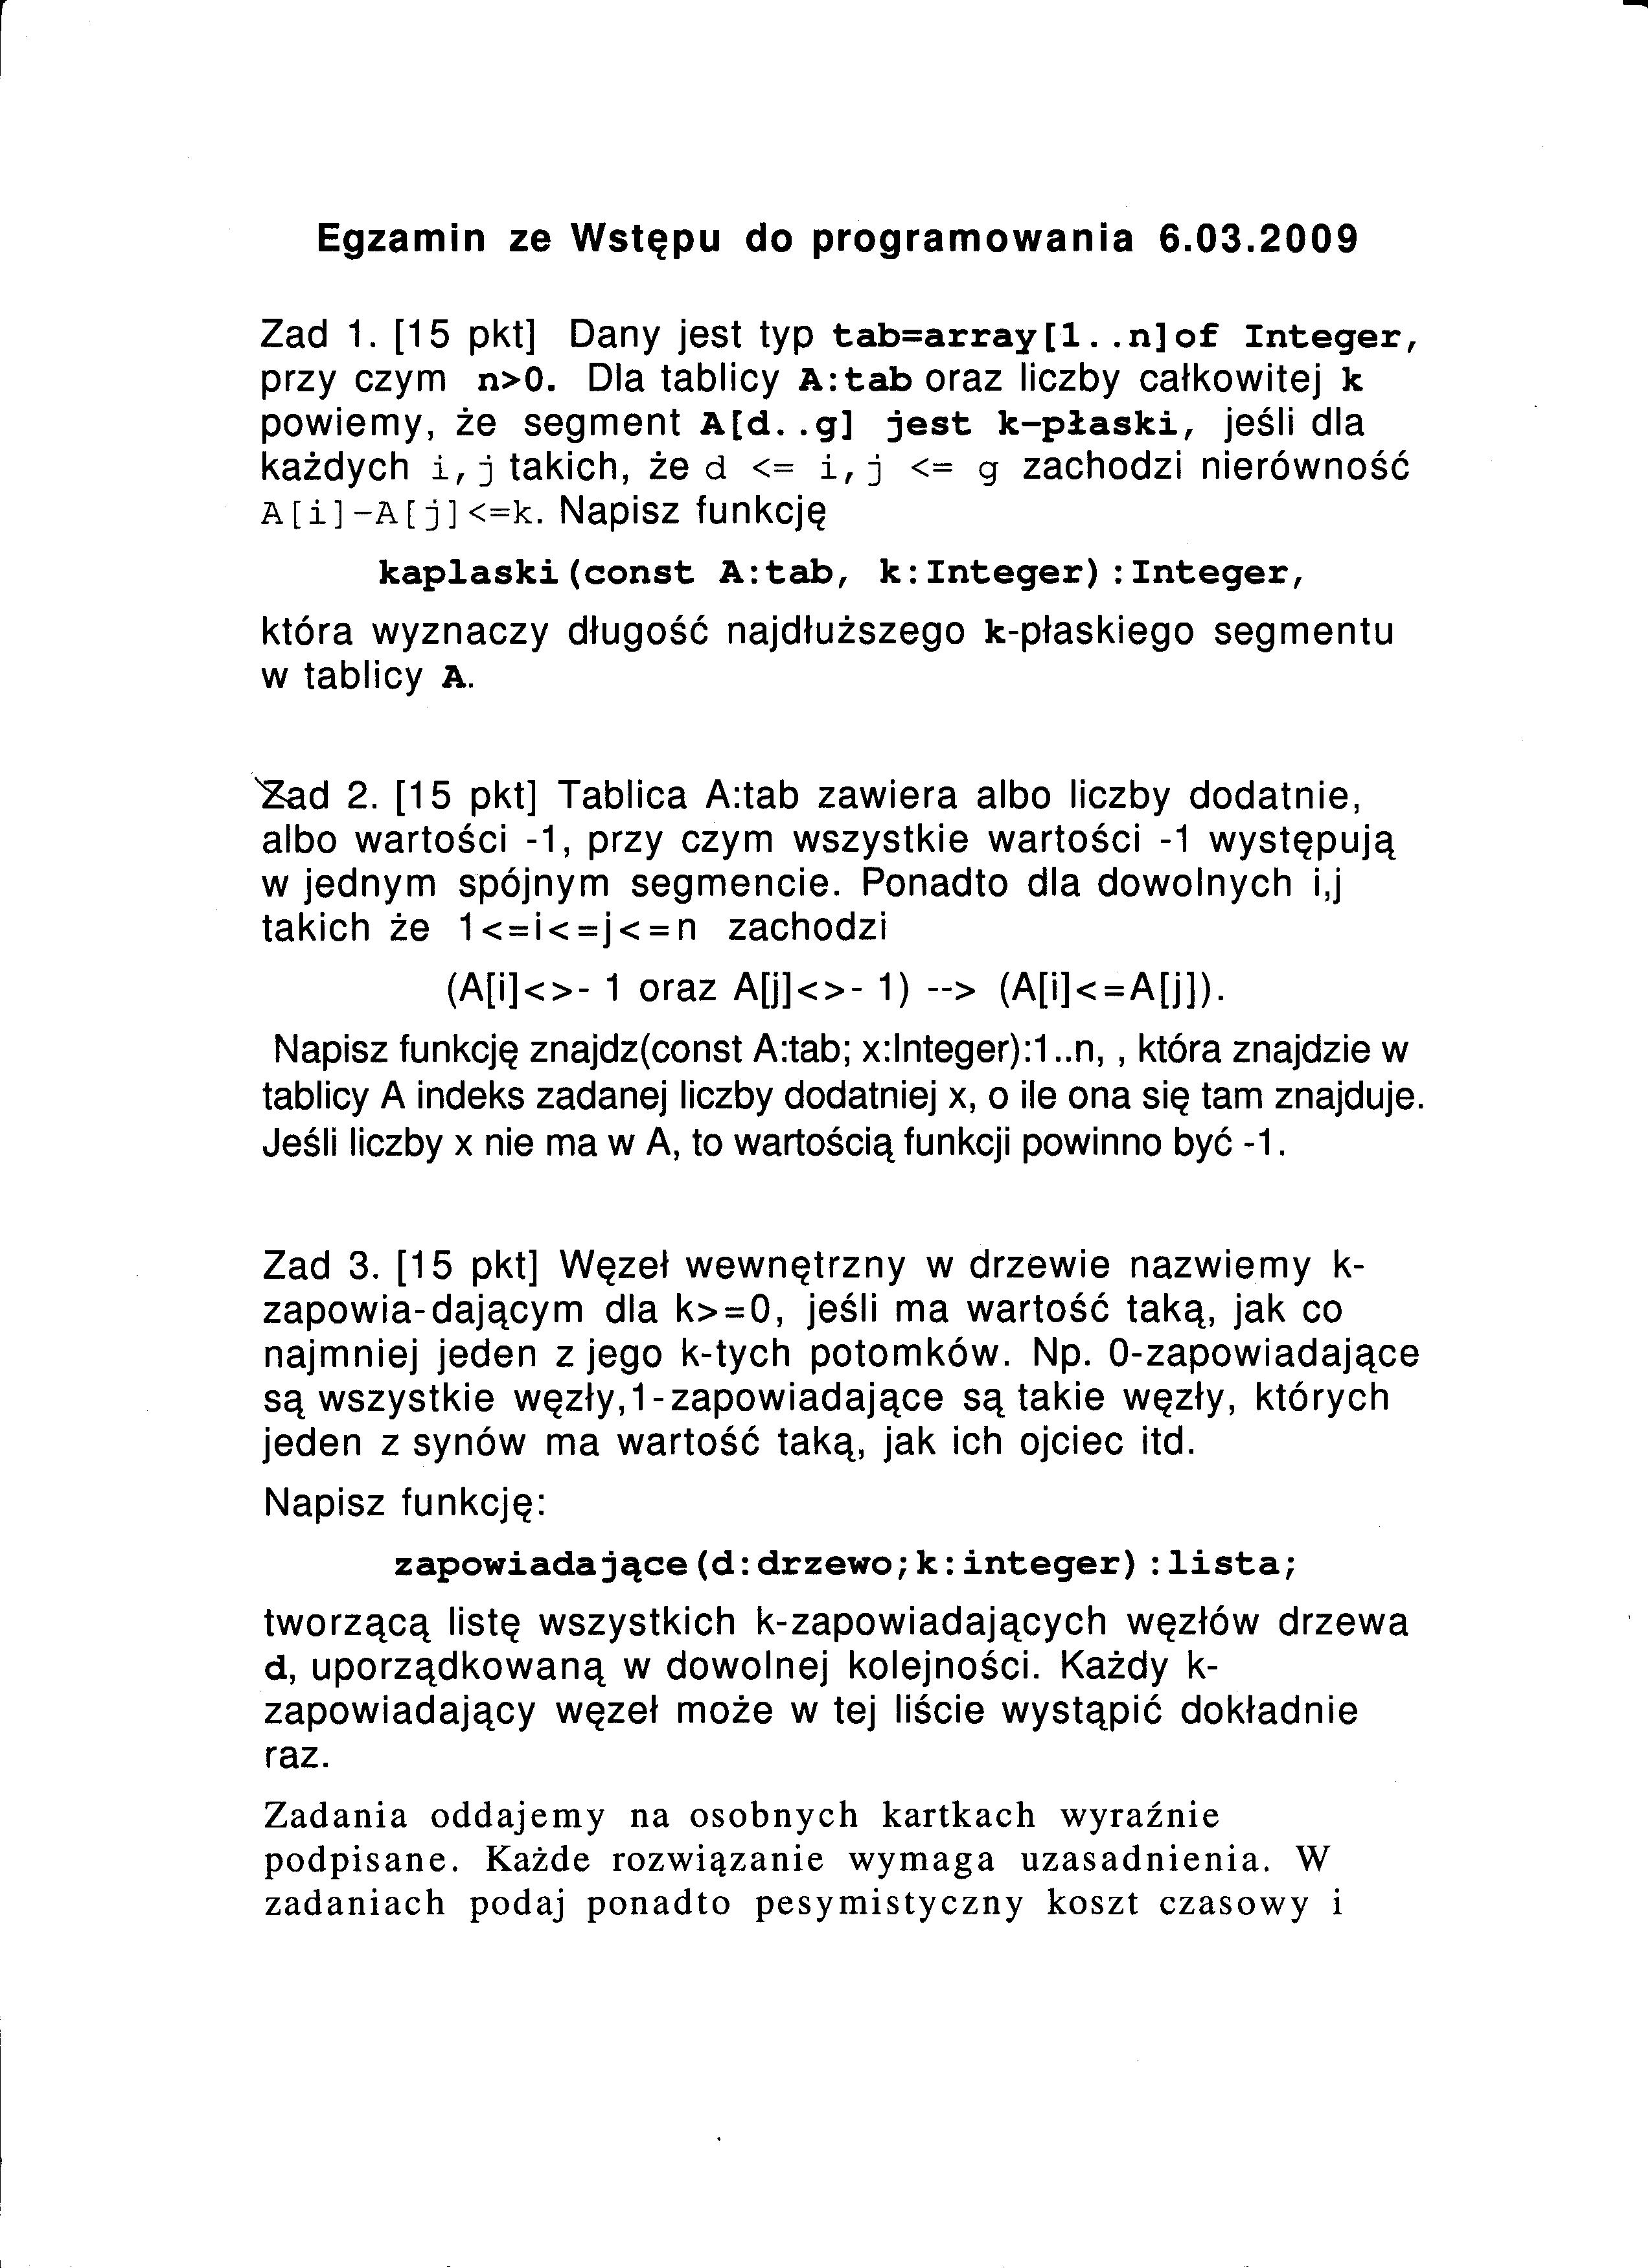 Egzamin ze Wstępu do programowania 6.03.2009
Zad 1. [15 pkt] Dany jest typ tab=array[1..n]of Integer,
przy czym n>0. Dla tablicy A:tab oraz liczby całkowitej k
powiemy, że segment A[d..g] jest k-płaski, jeśli dla
każdych i,j takich, że d <= i,j <= g zachodzi nierówność
A[i]-A[j]<=k. Napisz funkcję
kaplaski(const A:tab, k:Integer):Integer,
która wyznaczy długość najdłuższego k-płaskiego segmentu
w tablicy A.
Zad 2. [15 pkt] Tablica A:tab zawiera albo liczby dodatnie,
albo wartości -1, przy czym wszystkie wartości -1 występują
w jednym spójnym segmencie. Ponadto dla dowolnych i,j
takich że 1<=i<=j<=n zachodzi
(A[i]<>- 1 oraz A[j]<>- 1) --> (A[i]<=A[j]).
Napisz funkcję znajdz(const A:tab; x:Integer):1..n, , która znajdzie w
tablicy A indeks zadanej liczby dodatniej x, o ile ona się tam znajduje.
Jeśli liczby x nie ma w A, to wartością funkcji powinno być -1.
Zad 3. [15 pkt] Węzeł wewnętrzny w drzewie nazwiemy k-
zapowia-dającym dla k>=0, jeśli ma wartość taką, jak co
najmniej jeden z jego k-tych potomków. Np. 0-zapowiadające
są wszystkie węzły,1-zapowiadające są takie węzły, których
jeden z synów ma wartość taką, jak ich ojciec itd.
Napisz funkcję:
zapowiadające(d:drzewo;k:integer):lista;
tworzącą listę wszystkich k-zapowiadających węzłów drzewa
d, uporządkowaną w dowolnej kolejności. Każdy k-
zapowiadający węzeł może w tej liście wystąpić dokładnie
raz.
Zadania oddajemy na osobnych kartkach wyraźnie
podpisane. Każde rozwiązanie wymaga uzasadnienia. W
zadaniach podaj ponadto pesymistyczny koszt czasowy i